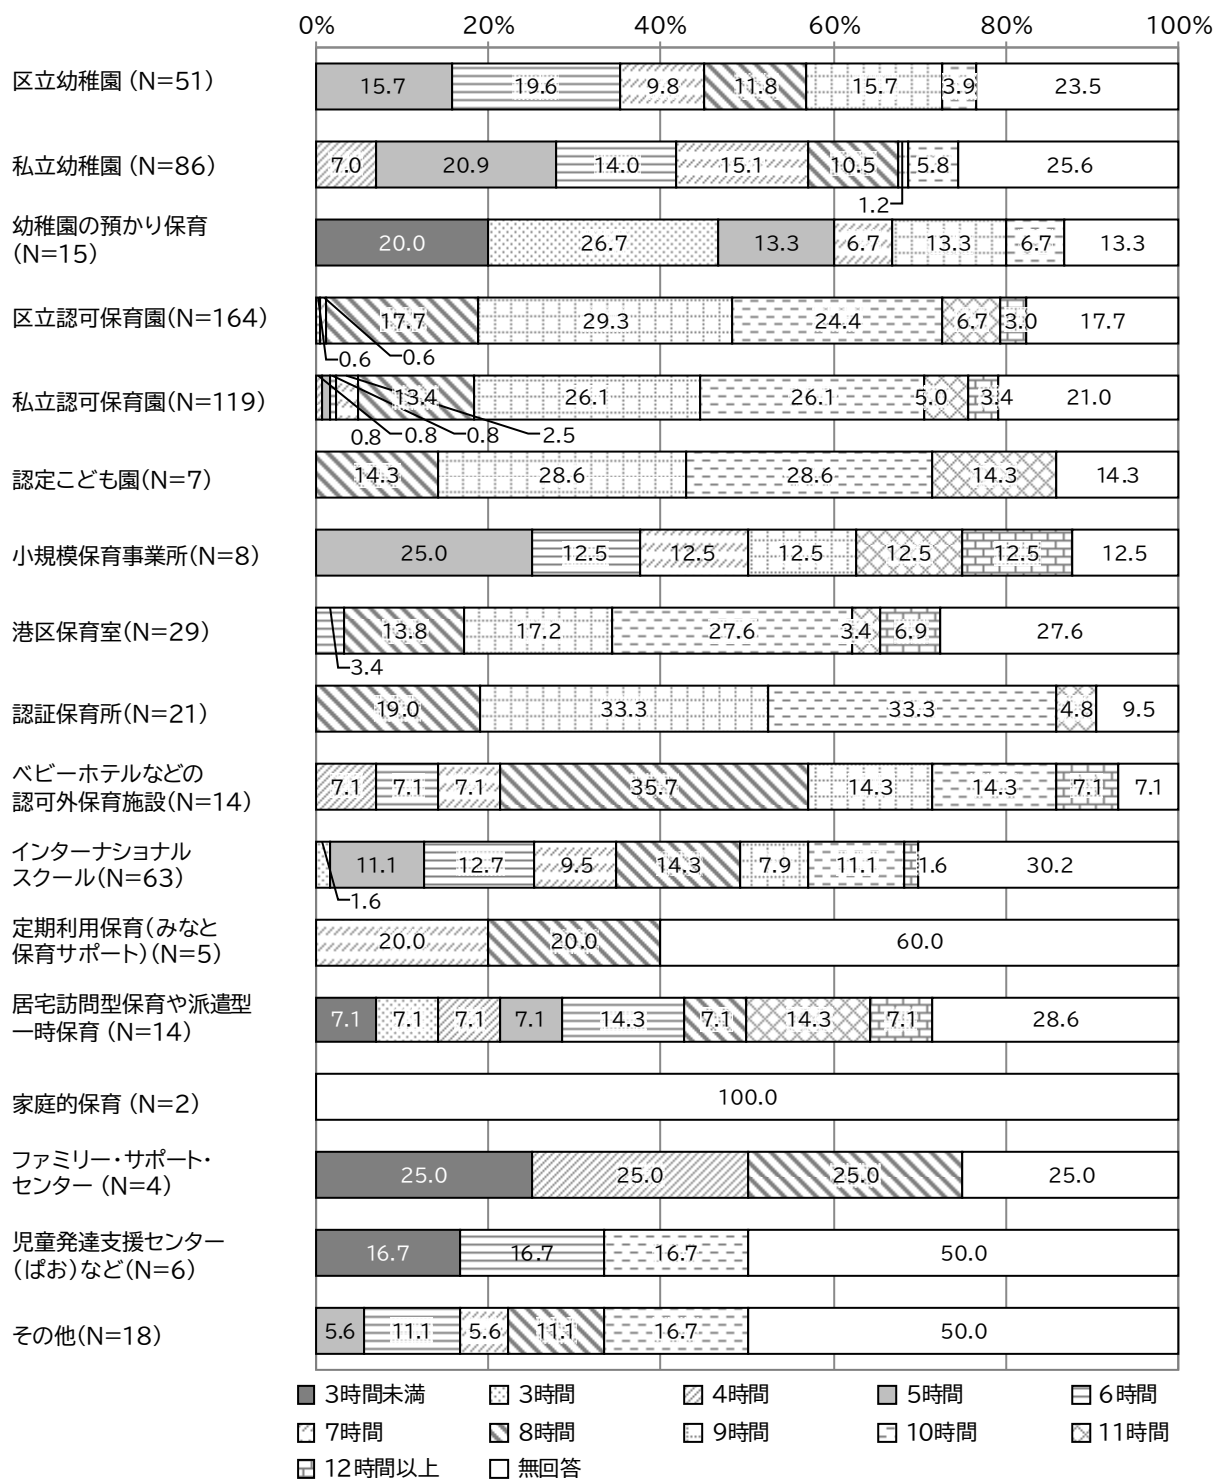 0% 20% 40% 60% 80% 100%
区立幼稚園 (N=51)
15.7 19.6 9.8 11.8 15.7 3.9 23.5
私立幼稚園 (N=86)
7.0 20.9 14.0 15.1 10.5 5.8 25.6
1.2
幼稚園の預かり保育
(N=15)
20.0 26.7 13.3 6.7 13.3 6.7 13.3
区立認可保育園(N=164)
17.7 29.3 24.4 6.7 3.0 17.7
0.6 0.6
私立認可保育園(N=119)
13.4 26.1 26.1 5.0 3.4 21.0
0.8 0.8 0.8 2.5
認定こども園(N=7)
14.3 28.6 28.6 14.3 14.3
小規模保育事業所(N=8)
25.0 12.5 12.5 12.5 12.5 12.5 12.5
港区保育室(N=29)
13.8 17.2 27.6 3.4 6.9 27.6
3.4
認証保育所(N=21)
19.0 33.3 33.3 4.8 9.5
ベビーホテルなどの
認可外保育施設(N=14)
7.1 7.1 7.1 35.7 14.3 14.3 7.1 7.1
インターナショナル
スクール(N=63)
11.1 12.7 9.5 14.3 7.9 11.1 1.6 30.2
1.6
定期利用保育(みなと
保育サポート)(N=5)
20.0 20.0 60.0
居宅訪問型保育や派遣型
一時保育 (N=14)
7.1 7.1 7.1 7.1 14.3 7.1 14.3 7.1 28.6
家庭的保育 (N=2)
100.0
ファミリー・サポート・
センター (N=4)
25.0 25.0 25.0 25.0
児童発達支援センター
(ぱお)など(N=6)
16.7 16.7 16.7 50.0
その他(N=18)
5.6 11.1 5.6 11.1 16.7 50.0
3時間未満 3時間 4時間 5時間 6時間
7時間 8時間 9時間 10時間 11時間
12時間以上 無回答